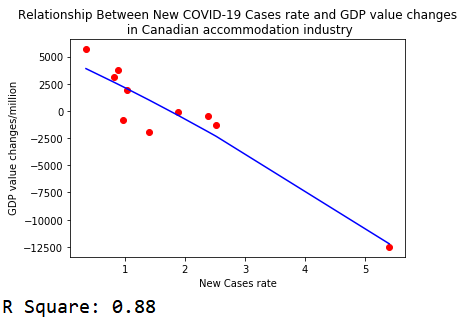 Relationship Between New COVID-19 Cases rate and GDP value changes
in Canadian accommodation industry
GDP value changes/million
5000
2500
0
−2500
−5000
−7500
−10000
−12500
1
2
3
4
5
New Cases rate
R Square: 0.88